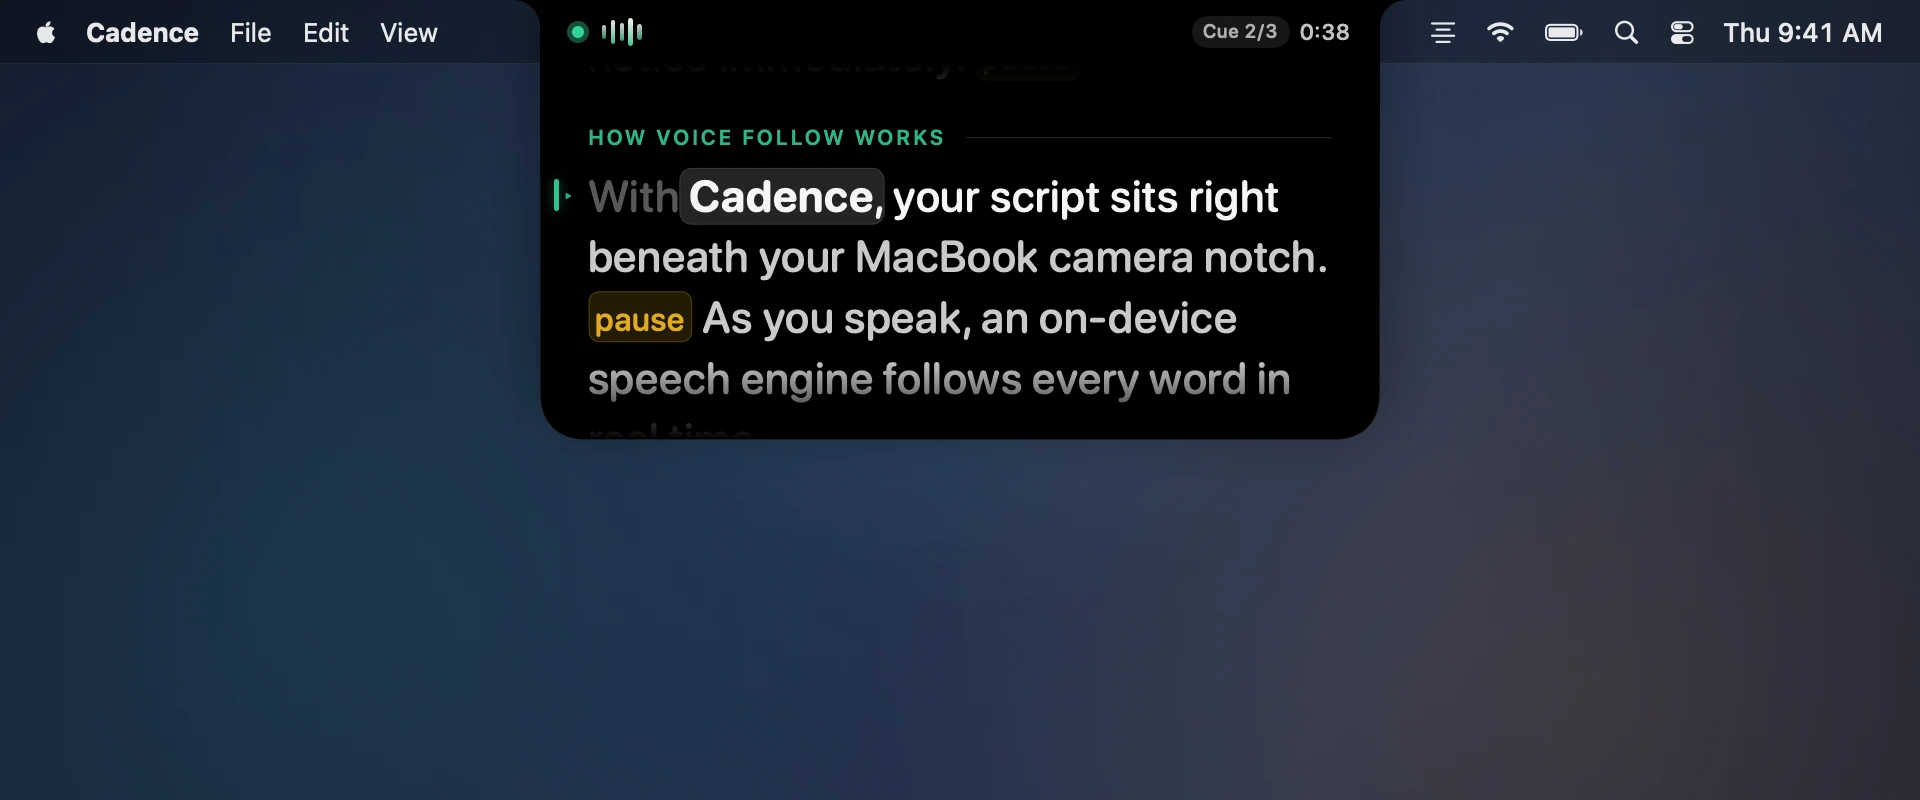 Cadence File Edit View
Cue 2/3 0:38
Thu 9:41 AM
HOW VOICE FOLLOW WORKS
With Cadence, your script sits right
beneath your MacBook camera notch.
pause As you speak, an on-device
speech engine follows every word in
real time